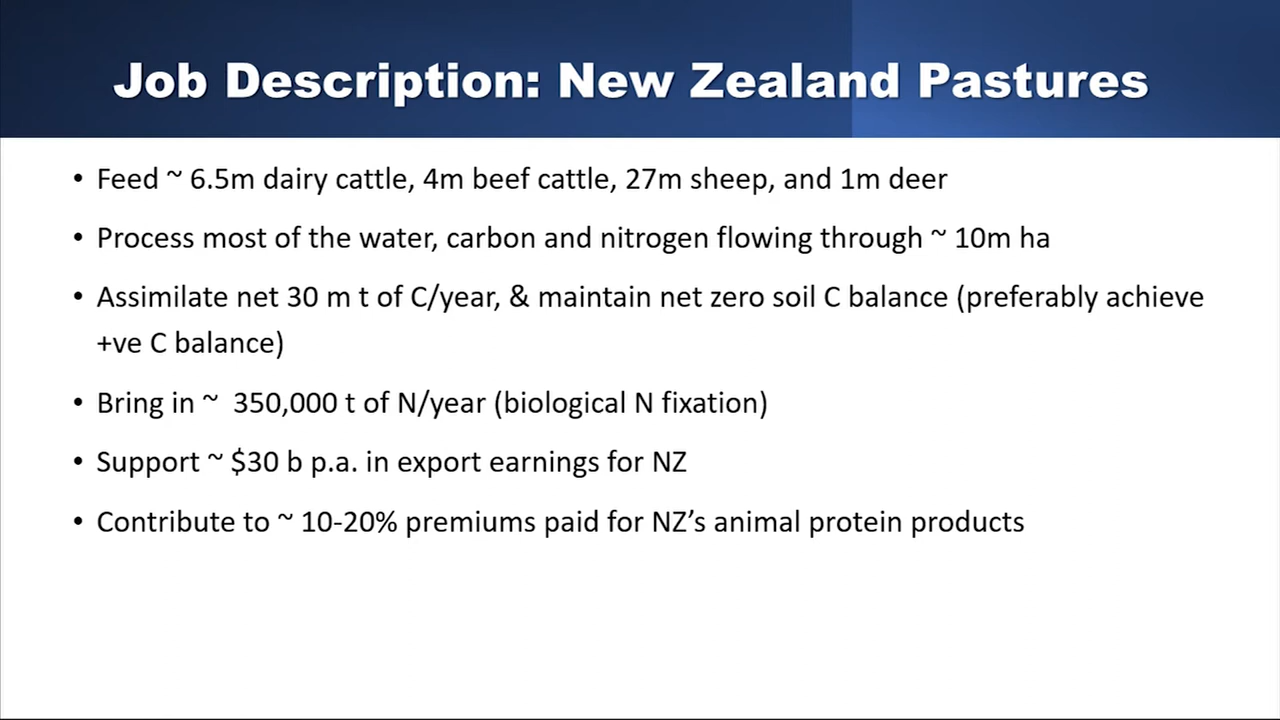 Job Description: New Zealand Pastures
• Feed ~ 6.5m dairy cattle, 4m beef cattle, 27m sheep, and 1m deer
• Process most of the water, carbon and nitrogen flowing through ~ 10m ha
• Assimilate net 30 m t of C/year, & maintain net zero soil C balance (preferably achieve
+ve C balance)
• Bring in ~  350,000 t of N/year (biological N fixation)
• Support ~ $30 b p.a. in export earnings for NZ
• Contribute to ~ 10-20% premiums paid for NZ’s animal protein products